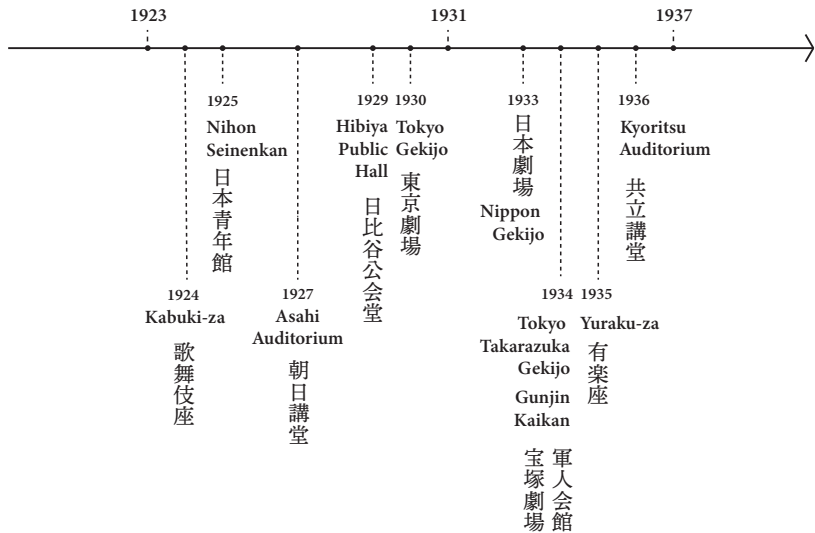 1923
1931
1937
1925
Nihon
Seinenkan
日本青年館
1929
Hibiya
Public
Hall
日比谷公会堂
1930
Tokyo
Gekijo
東京劇場
1933
日本劇場
Nippon
Gekijo
1936
Kyoritsu
Auditorium
共立講堂
1924
Kabuki-za
歌舞伎座
1927
Asahi
Auditorium
朝日講堂
1934
Tokyo
Takarazuka
Gekijo
Gunjin
Kaikan
軍人会館
宝塚劇場
1935
Yuraku-za
有楽座